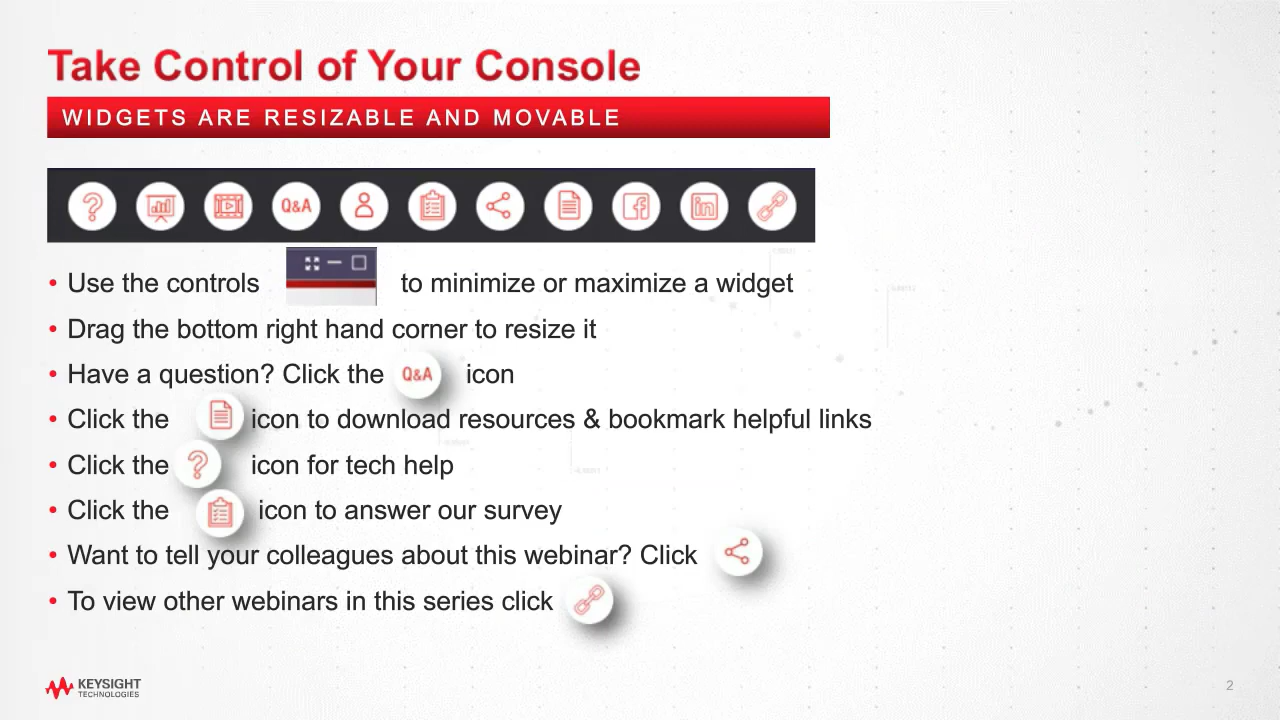 Take Control of Your Console
WIDGETS ARE RESIZABLE AND MOVABLE
? Q&A f in
• Use the controls to minimize or maximize a widget
• Drag the bottom right hand corner to resize it
• Have a question? Click the Q&A icon
• Click the icon to download resources & bookmark helpful links
• Click the ? icon for tech help
• Click the icon to answer our survey
• Want to tell your colleagues about this webinar? Click
• To view other webinars in this series click
KEYSIGHT
TECHNOLOGIES
2